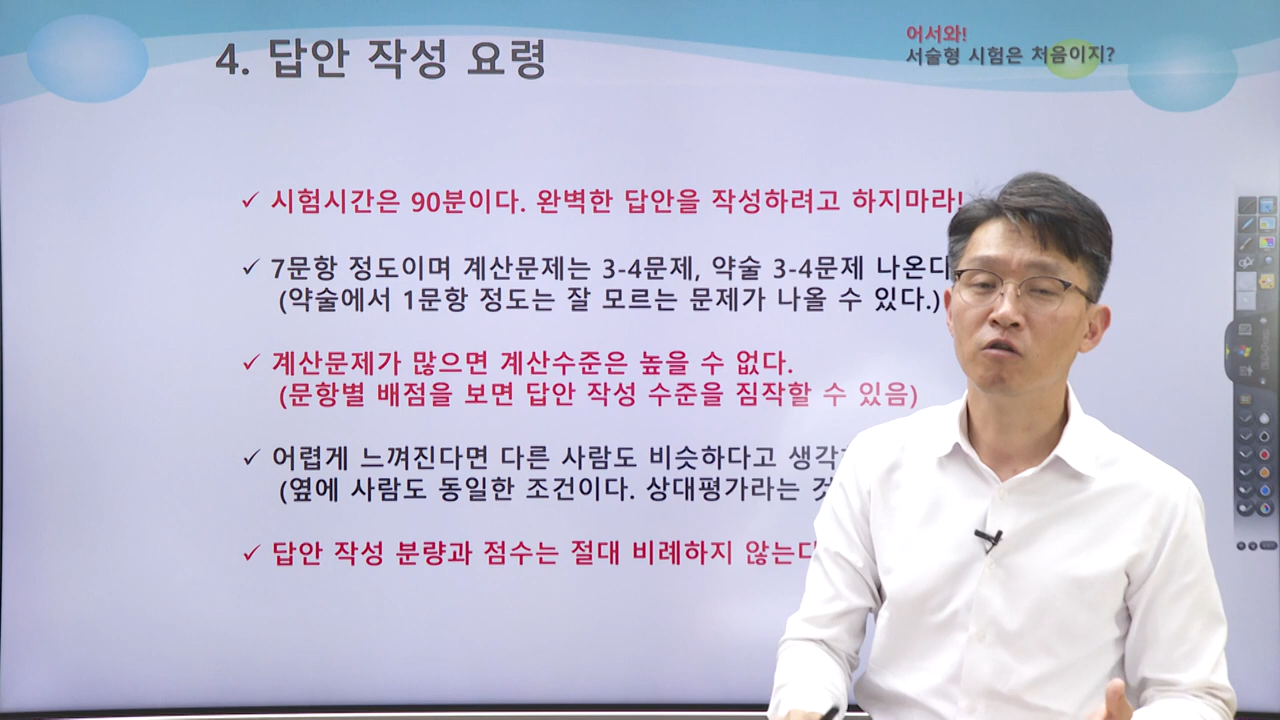 4. 답안 작성 요령
어서와!
서술형 시험은 처음이지?
✓ 시험시간은 90분이다. 완벽한 답안을 작성하려고 하지마라!
✓ 7문항 정도이며 계산문제는 3-4문제, 약술 3-4문제 나온다
(약술에서 1문항 정도는 잘 모르는 문제가 나올 수 있다.)
✓ 계산문제가 많으면 계산수준은 높을 수 없다.
(문항별 배점을 보면 답안 작성 수준을 짐작할 수 있음)
✓ 어렵게 느껴진다면 다른 사람도 비슷하다고
(옆에 사람도 동일한 조건이다. 상대평가라는
✓ 답안 작성 분량과 점수는 절대 비례하지 않는다